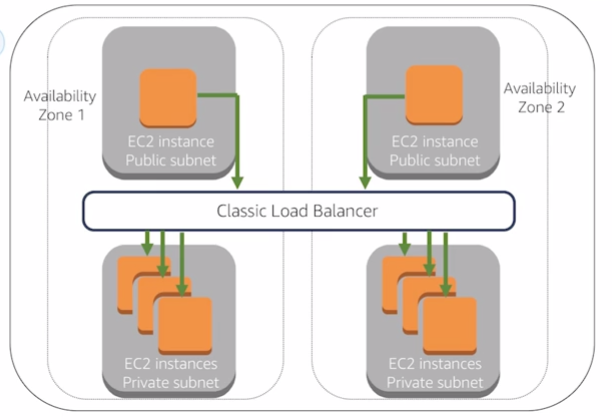 Availability
Zone 1
EC2 instance
Public subnet
EC2 instance
Public subnet
Availability
Zone 2
Classic Load Balancer
EC2 instances
Private subnet
EC2 instances
Private subnet